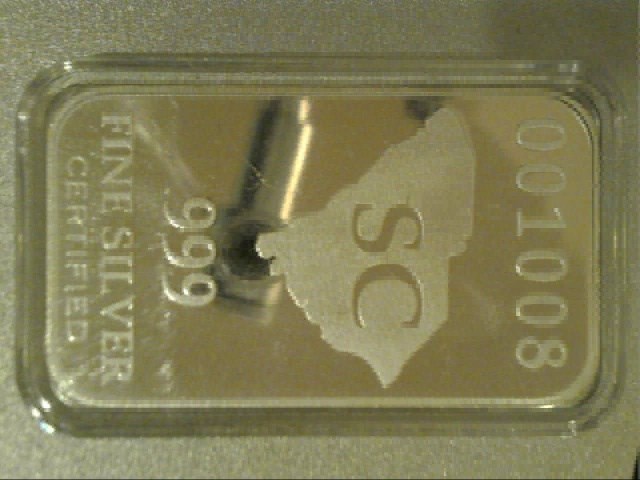 001008
SC
999
FINE SILVER
CERTIFIED